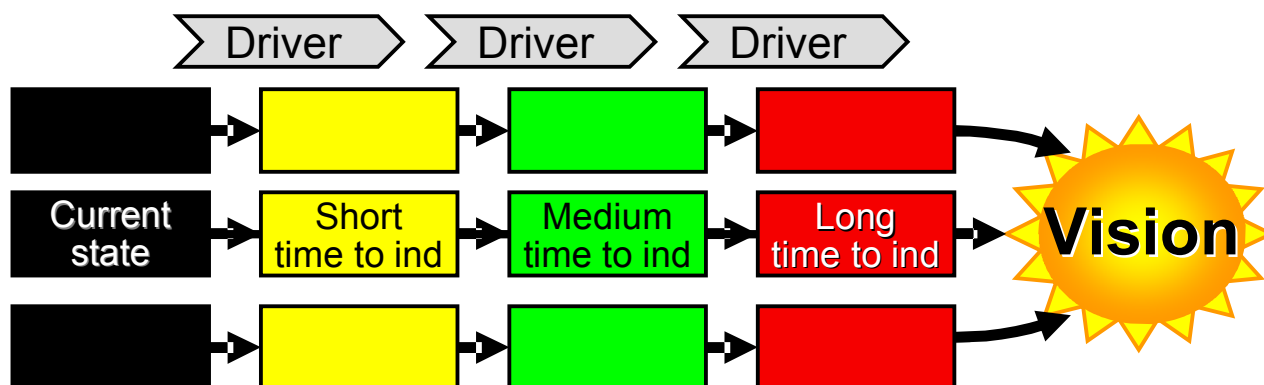 Driver Driver Driver
Current
state
Short
time to ind
Medium
time to ind
Long
time to ind
Vision